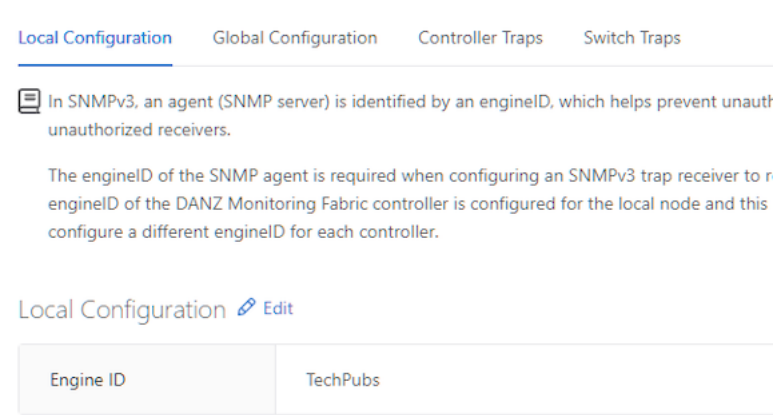 Local Configuration Global Configuration Controller Traps Switch Traps
In SNMPv3, an agent (SNMP server) is identified by an engineID, which helps prevent
unauthorized receivers.
The engineID of the SNMP agent is required when configuring an SNMPv3 trap receiver to
engineID of the DANZ Monitoring Fabric controller is configured for the local node and this
configure a different engineID for each controller.
Local Configuration Edit
Engine ID TechPubs